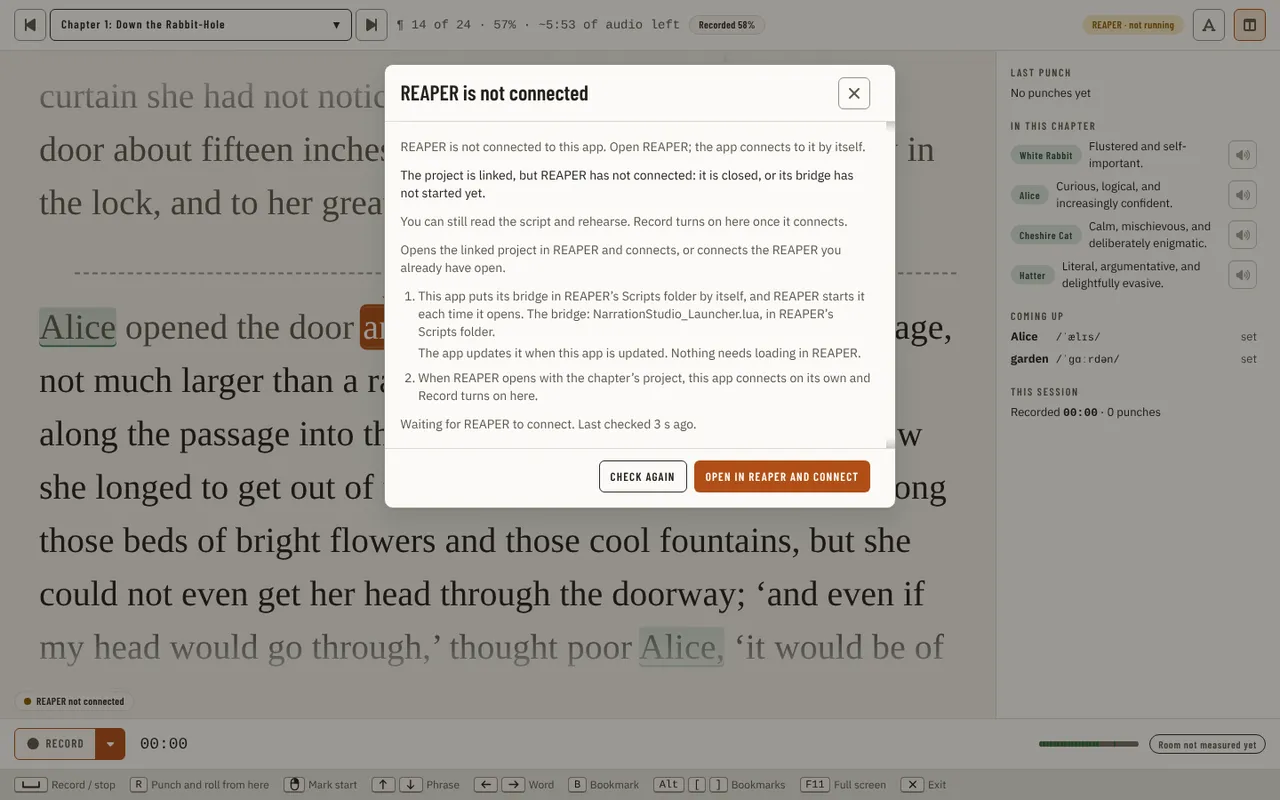 Chapter 1: Down the Rabbit-Hole
¶ 14 of 24 · 57% · ~5:53 of audio left
Recorded 58%
REAPER · not running
A
curtain she had not notic
door about fifteen inches
in
the lock, and to her grea
Alice opened the door
age,
not much larger than a ra
along the passage into th
w
she longed to get out of
ong
those beds of bright flowers and those cool fountains, but she
could not even get her head through the doorway; ‘and even if
my head would go through,’ thought poor Alice, ‘it would be of
REAPER is not connected
REAPER is not connected to this app. Open REAPER; the app connects to it by itself.
The project is linked, but REAPER has not connected: it is closed, or its bridge has
not started yet.
You can still read the script and rehearse. Record turns on here once it connects.
Opens the linked project in REAPER and connects, or connects the REAPER you
already have open.
1. This app puts its bridge in REAPER’s Scripts folder by itself, and REAPER starts it
each time it opens. The bridge: NarrationStudio_Launcher.lua, in REAPER’s
Scripts folder.
The app updates it when this app is updated. Nothing needs loading in REAPER.
2. When REAPER opens with the chapter’s project, this app connects on its own and
Record turns on here.
Waiting for REAPER to connect. Last checked 3 s ago.
CHECK AGAIN
OPEN IN REAPER AND CONNECT
LAST PUNCH
No punches yet
IN THIS CHAPTER
White Rabbit Flustered and self-
important.
Alice Curious, logical, and
increasingly confident.
Cheshire Cat Calm, mischievous, and
deliberately enigmatic.
Hatter Literal, argumentative, and
delightfully evasive.
COMING UP
Alice /ˈælɪs/ set
garden /ˈɡɑːrdən/ set
THIS SESSION
Recorded 00:00 · 0 punches
REAPER not connected
RECORD 00:00
Room not measured yet
Record / stop R Punch and roll from here Mark start ↑ ↓ Phrase ← → Word B Bookmark Alt [ ] Bookmarks F11 Full screen ✕ Exit